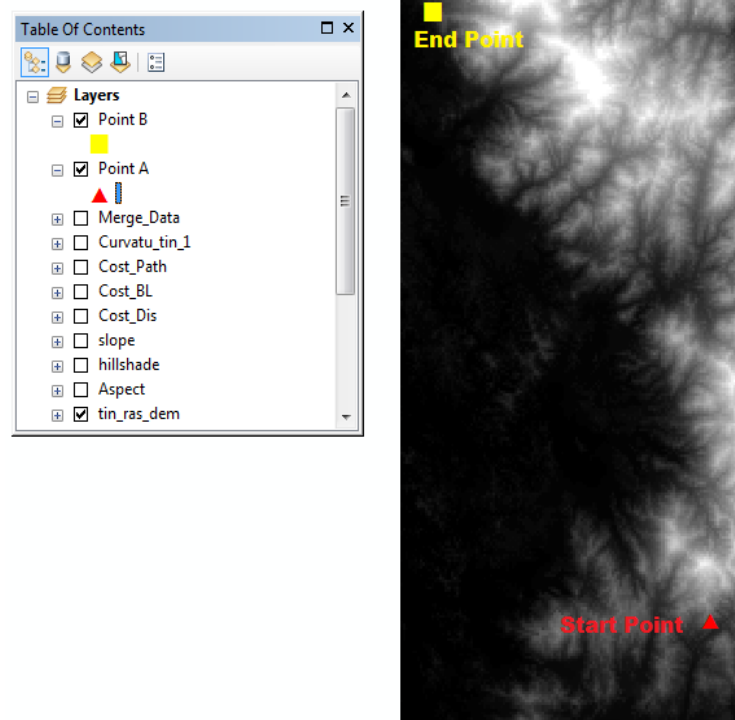 Table Of Contents
Layers
Point B
Point A
Merge_Data
Curvatu_tin_1
Cost_Path
Cost_BL
Cost_Dis
slope
hillshade
Aspect
tin_ras_dem
End Point
Start Point